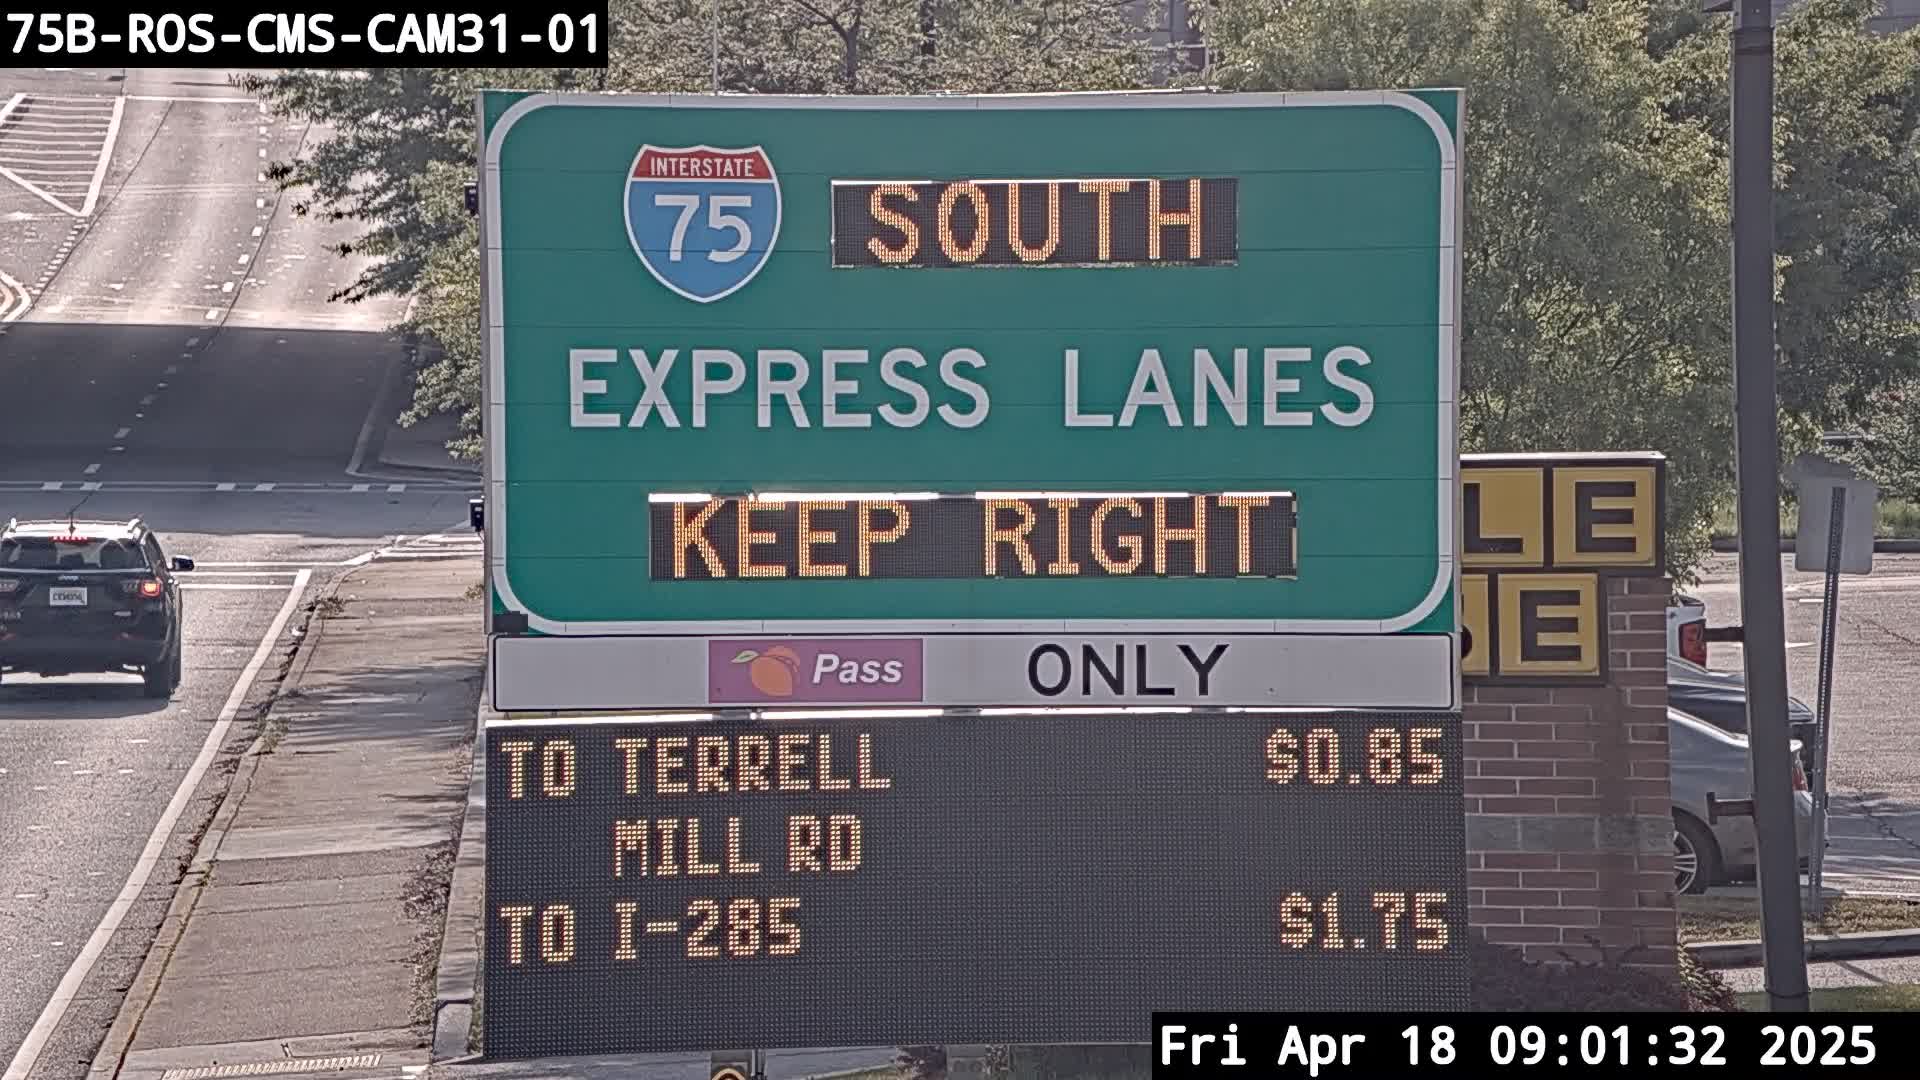 75B-ROS-CMS-CAM31-01
INTERSTATE
75
SOUTH
EXPRESS LANES
KEEP RIGHT
Pass ONLY
TO TERRELL $0.85
MILL RD
TO I-285 $1.75
LE
E
Fri Apr 18 09:01:32 2025